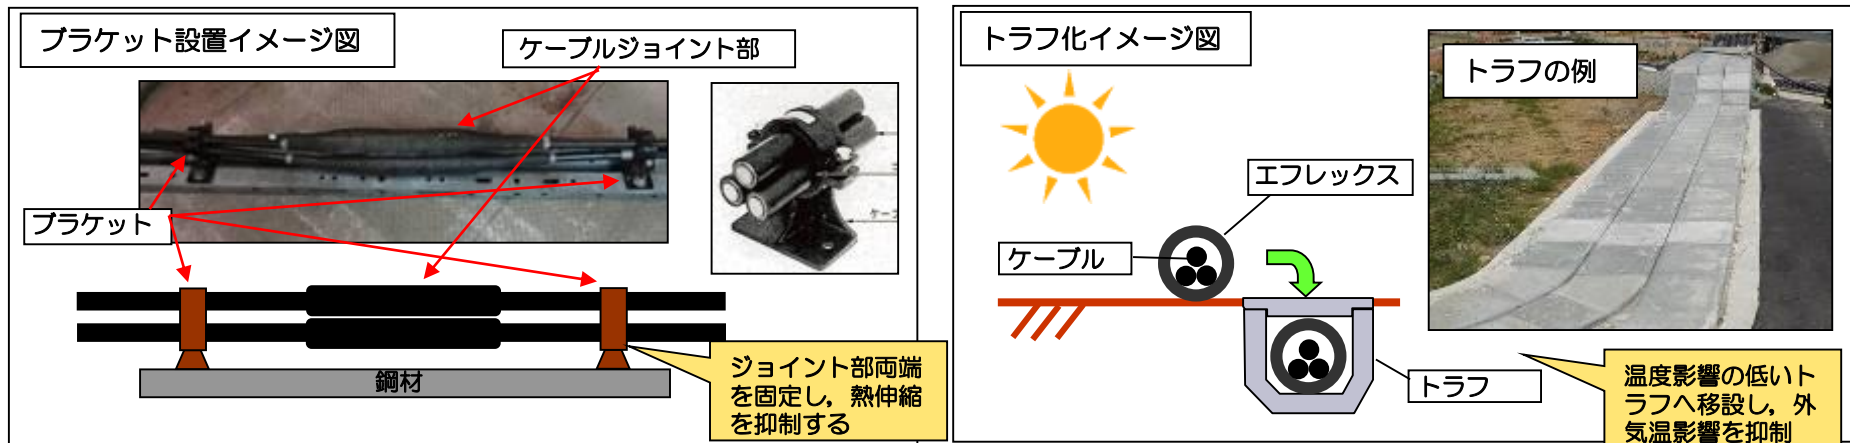 ブラケット設置イメージ図
ケーブルジョイント部
ブラケット
鋼材
ジョイント部両端
を固定し，熱伸縮
を抑制する
トラフ化イメージ図
トラフの例
エフレックス
ケーブル
トラフ
温度影響の低いト
ラフへ移設し，外
気温影響を抑制